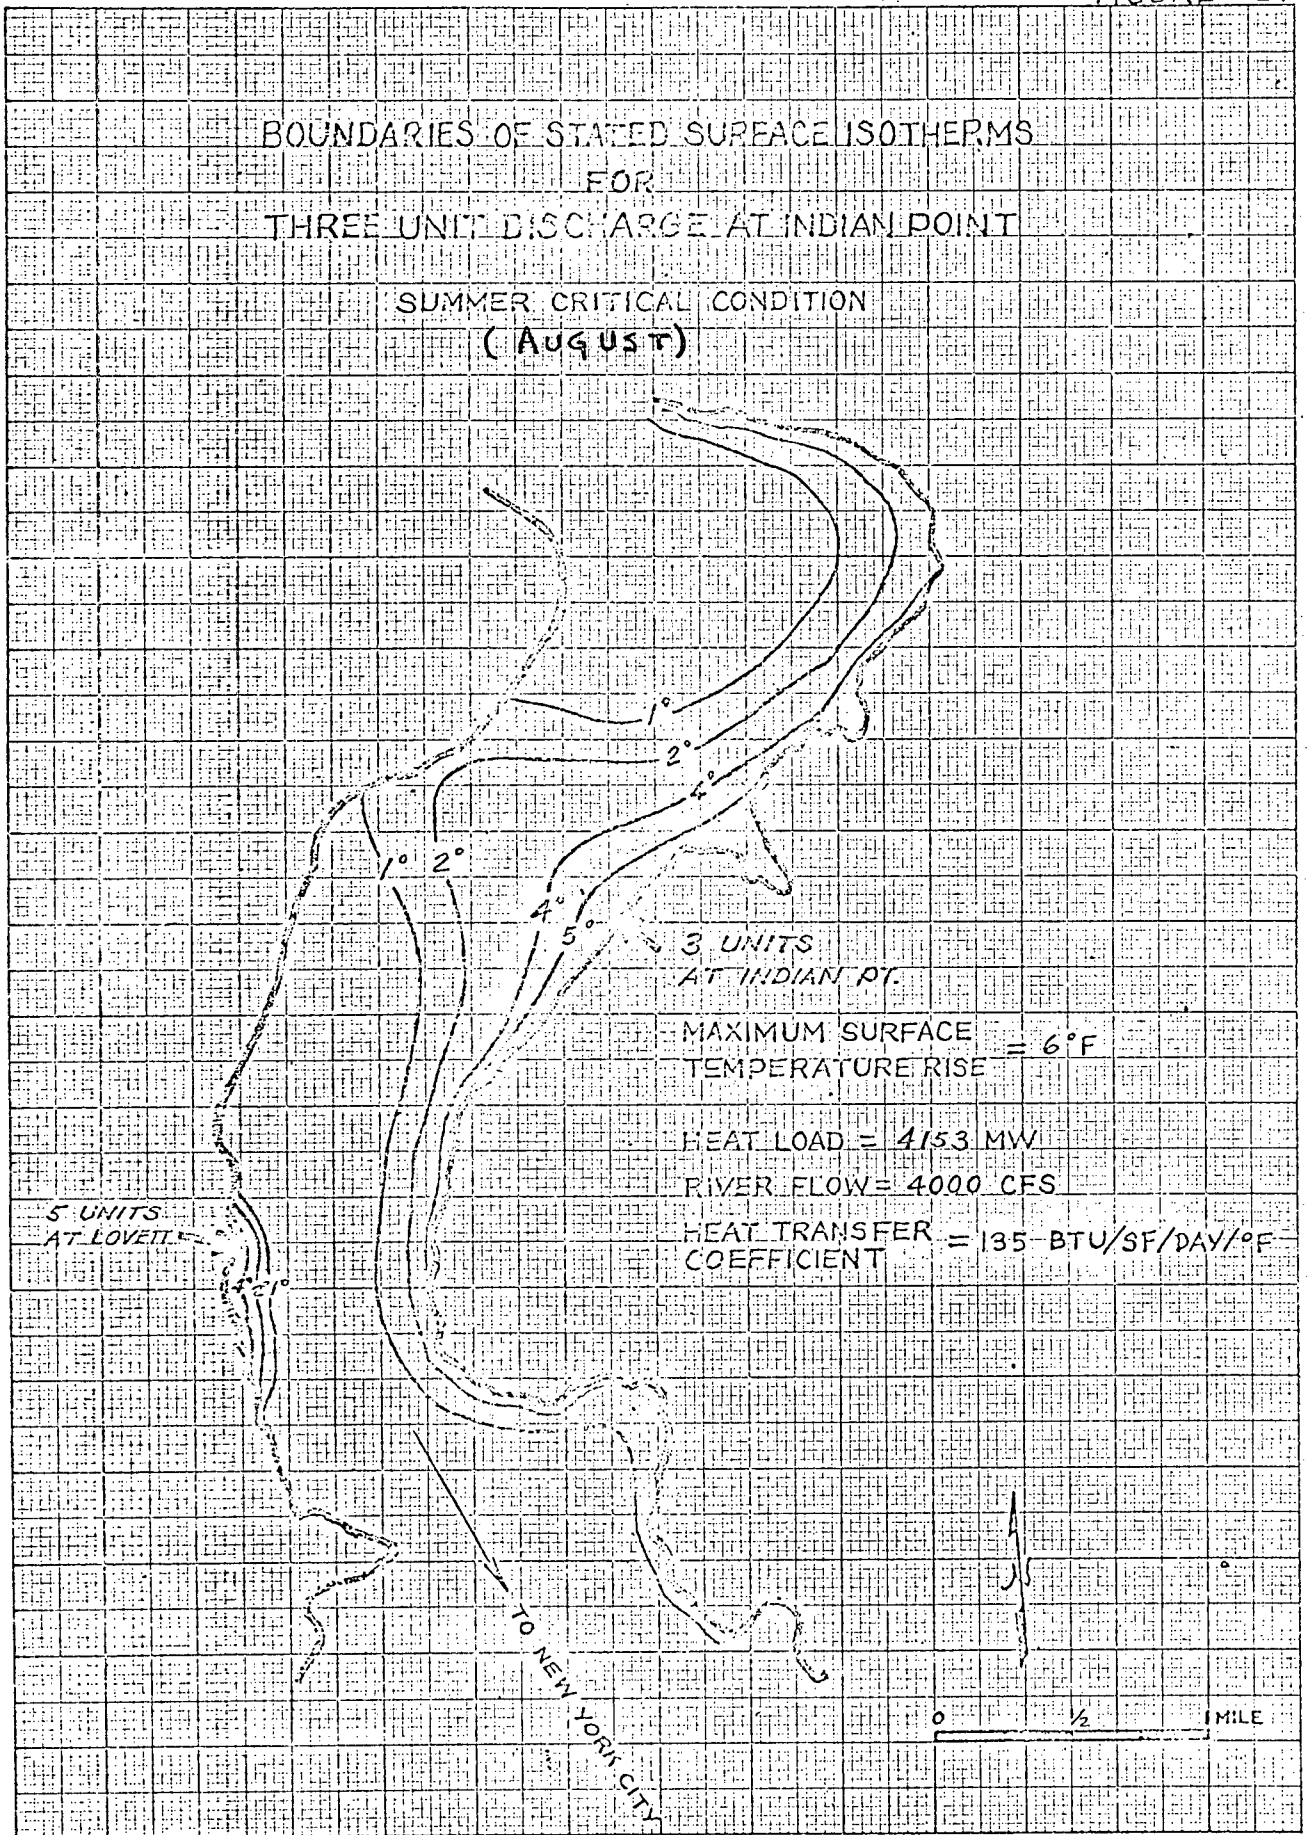 FIGURE
BOUNDARIES OF STATED SURFACE ISOTHERMS
FOR
THREE UNIT DISCHARGE AT INDIAN POINT
SUMMER CRITICAL CONDITION
(AUGUST)
1°
2°
4°
1° 2°
4°
5°
3 UNITS
AT INDIAN PT.
MAXIMUM SURFACE
TEMPERATURE RISE = 6°F
HEAT LOAD = 4153 MW
RIVER FLOW = 4000 CFS
5 UNITS
AT LOVETT
HEAT TRANSFER
COEFFICIENT = 135 BTU/SF/DAY/°F
4° 2° 1°
TO NEW YORK CITY
0 1/2 1 MILE